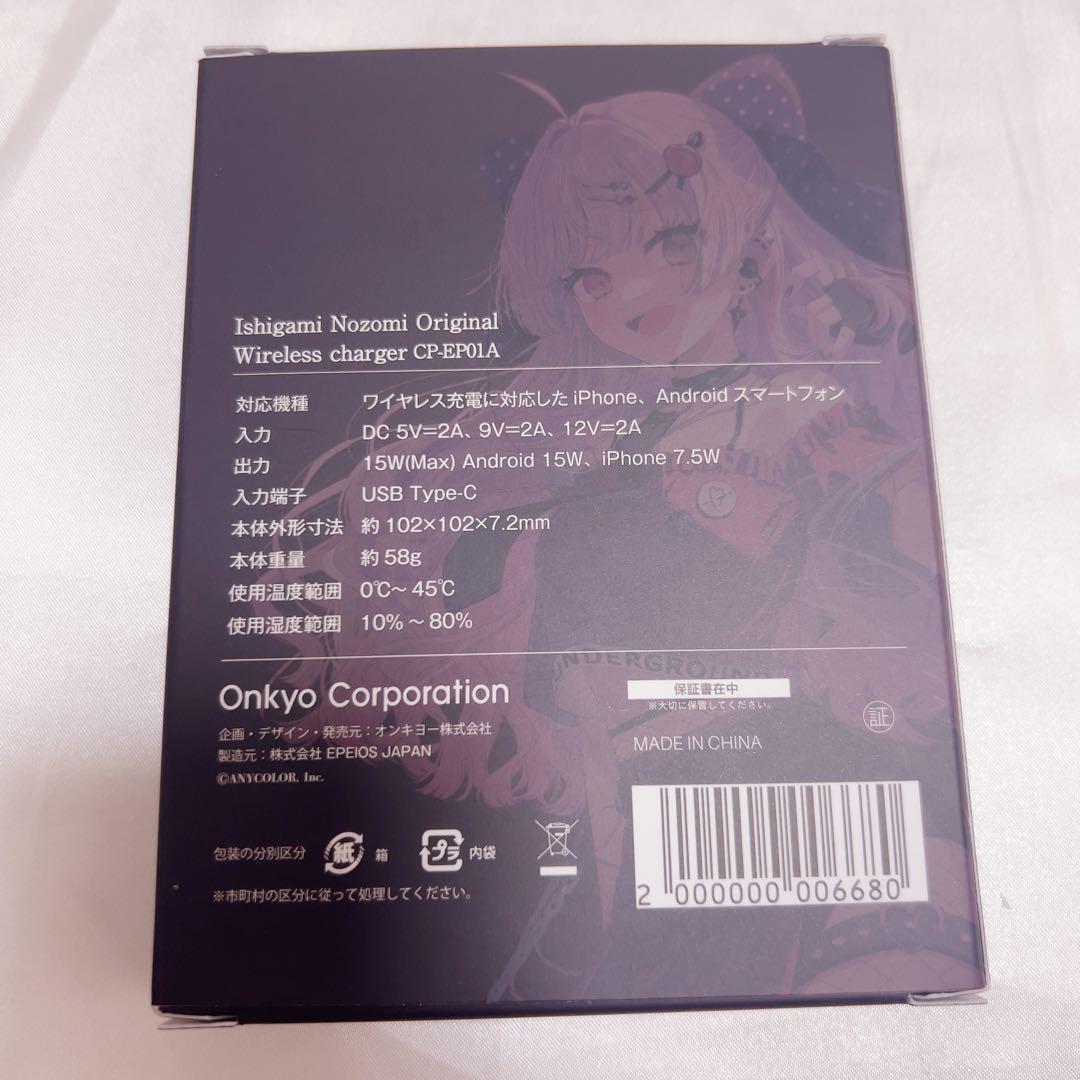 Ishigami Nozomi Original
Wireless charger CP-EP01A
対応機種 ワイヤレス充電に対応した iPhone、Android スマートフォン
入力 DC 5V=2A、9V=2A、12V=2A
出力 15W(Max) Android 15W、iPhone 7.5W
入力端子 USB Type-C
本体外形寸法 約 102×102×7.2mm
本体重量 約 58g
使用温度範囲 0℃~ 45℃
使用湿度範囲 10% ~ 80%
UNDERGROUND
Onkyo Corporation
企画・デザイン・発売元:オンキヨー株式会社
製造元:株式会社 EPEIOS JAPAN
©ANYCOLOR, Inc.
保証書在中
※大切に保管してください。
証
MADE IN CHINA
包装の分別区分 紙 箱 プラ 内袋
※市町村の区分に従って処理してください。
2 000000 006680